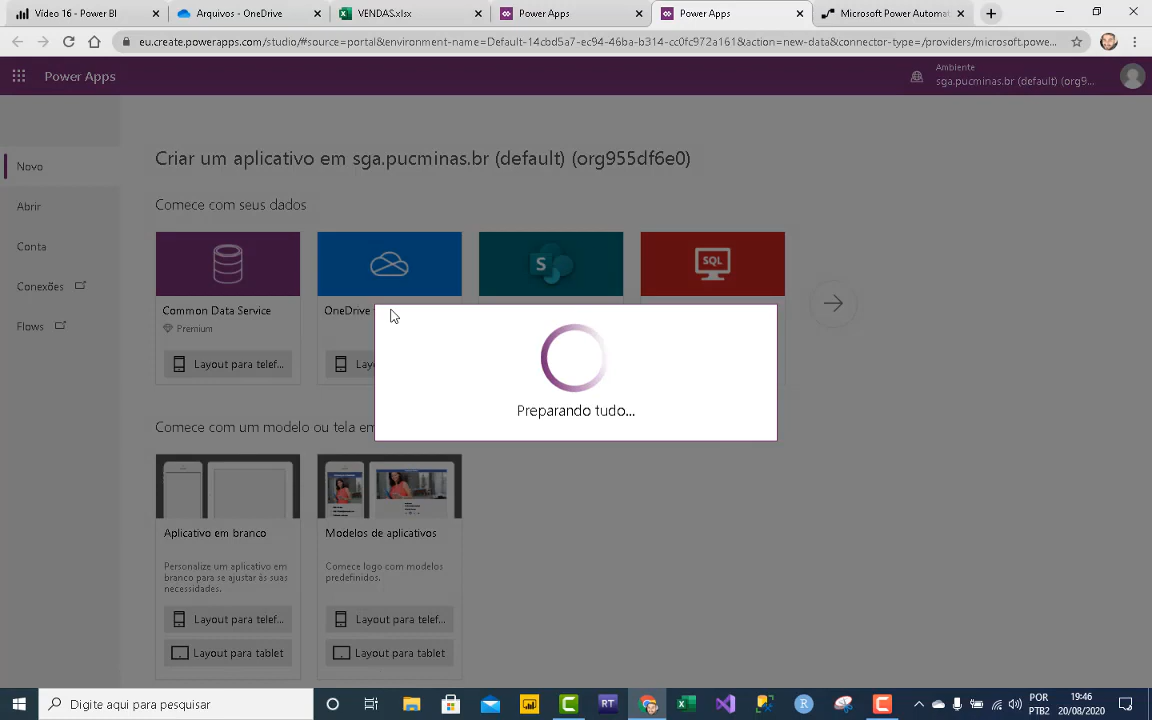 Vídeo 16 - Power BI
Arquivos - OneDrive
VENDAS.xlsx
Power Apps
Power Apps
Microsoft Power Automat
eu.create.powerapps.com/studio/#source=portal&environment-name=Default-14cbd5a7-ec94-46ba-b314-cc0fc972a161&action=new-data&connector-type=/providers/microsoft.powe...
Power Apps
Ambiente
sga.pucminas.br (default) (org9...
Novo
Abrir
Conta
Conexões
Flows
Criar um aplicativo em sga.pucminas.br (default) (org955df6e0)
Comece com seus dados
S
SQL
Common Data Service
Premium
OneDrive
Layout para telef...
Preparando tudo...
Comece com um modelo ou tela em
Aplicativo em branco
Personalize um aplicativo em
branco para se ajustar às suas
necessidades.
Layout para telef...
Layout para tablet
Modelos de aplicativos
Comece logo com modelos
predefinidos.
Layout para telef...
Layout para tablet
Digite aqui para pesquisar
RT
R
POR
PTB2
19:46
20/08/2020